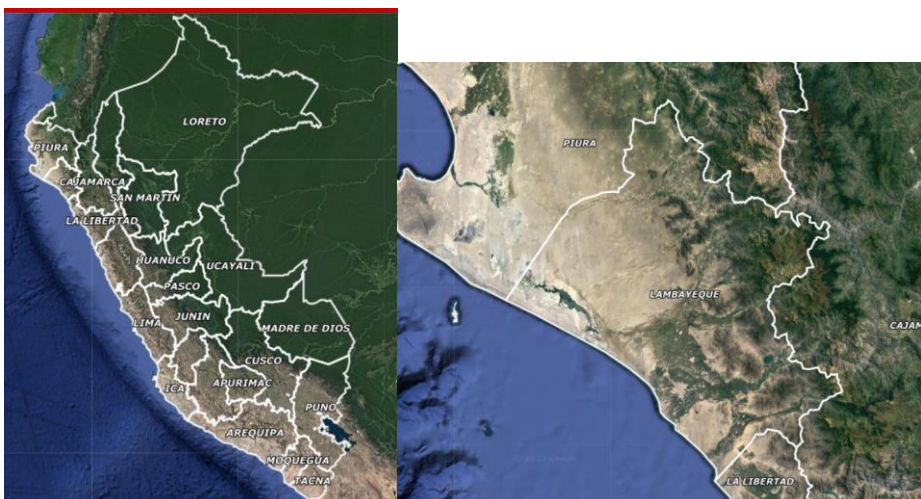 LORETO
PIURA
CAJAMARCA
SAN MARTIN
LA LIBERTAD
HUANUCO
UCAYALI
PASCO
JUNIN
LIMA
MADRE DE DIOS
CUSCO
APURIMAC
ICA
PUNO
AREQUIPA
MOQUEGUA
TACNA
PIURA
LAMBAYEQUE
CAJAM
LA LIBERTAD